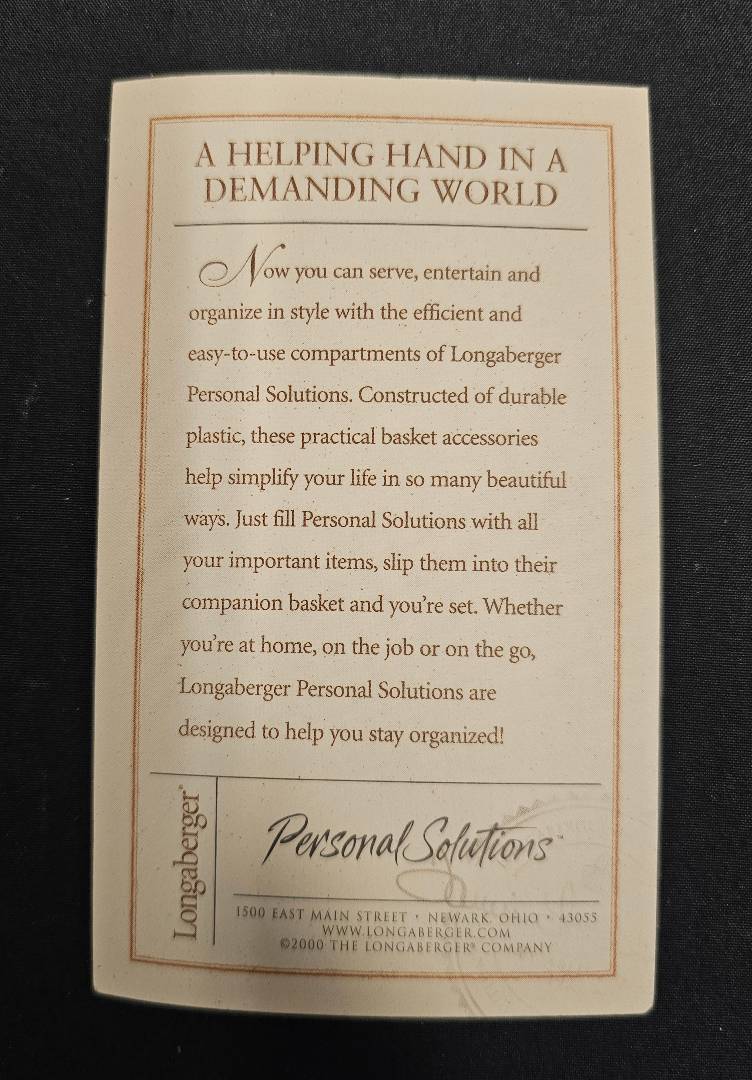 A HELPING HAND IN A
DEMANDING WORLD
Now you can serve, entertain and
organize in style with the efficient and
easy-to-use compartments of Longaberger
Personal Solutions. Constructed of durable
plastic, these practical basket accessories
help simplify your life in so many beautiful
ways. Just fill Personal Solutions with all
your important items, slip them into their
companion basket and you're set. Whether
you're at home, on the job or on the go,
Longaberger Personal Solutions are
designed to help you stay organized!
Longaberger®
Personal Solutions™
1500 EAST MAIN STREET • NEWARK, OHIO • 43055
WWW.LONGABERGER.COM
©2000 THE LONGABERGER® COMPANY